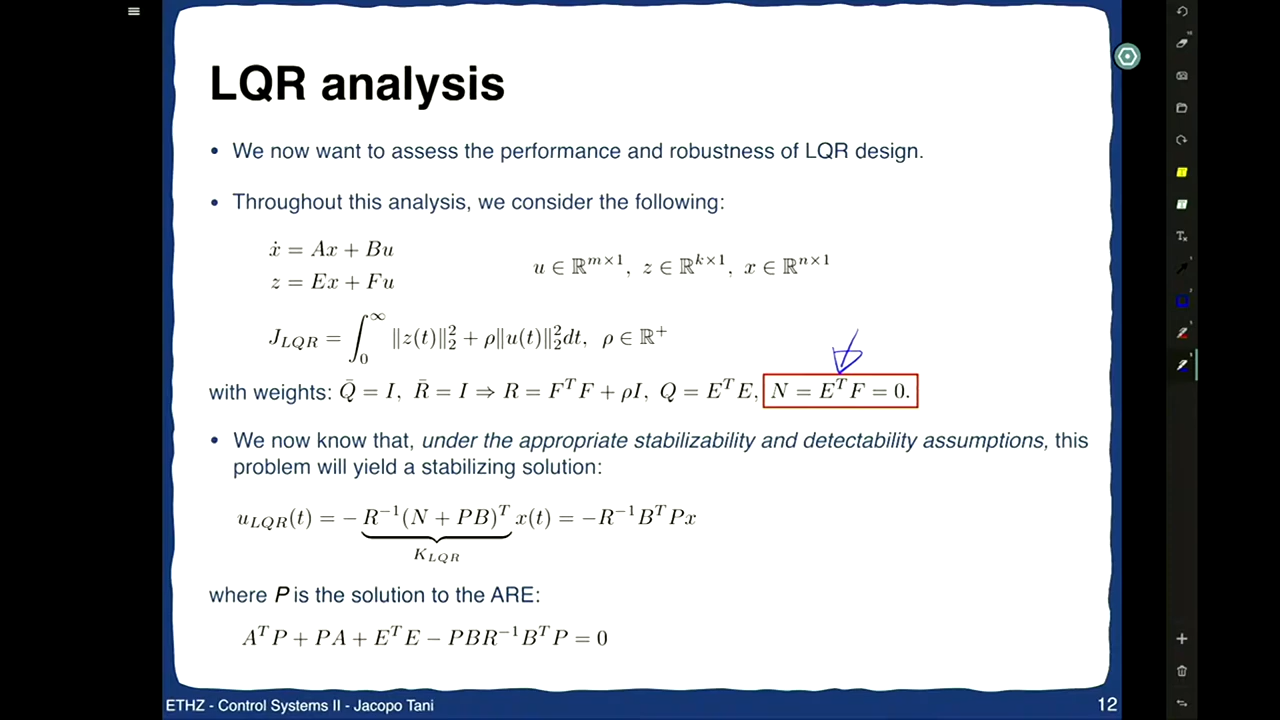 LQR analysis
• We now want to assess the performance and robustness of LQR design.
• Throughout this analysis, we consider the following:
ẋ = Ax + Bu
z = Ex + Fu
u ∈ ℝ^{m×1}, z ∈ ℝ^{k×1}, x ∈ ℝ^{n×1}
J_{LQR} = ∫_0^∞ ‖z(t)‖_2^2 + ρ‖u(t)‖_2^2 dt, ρ ∈ ℝ^+
with weights: Q̄ = I, R̄ = I ⇒ R = F^T F + ρI, Q = E^T E, N = E^T F = 0.
• We now know that, under the appropriate stabilizability and detectability assumptions, this
problem will yield a stabilizing solution:
u_{LQR}(t) = −R^{−1}(N + PB)^T x(t) = −R^{−1}B^T Px
K_{LQR}
where P is the solution to the ARE:
A^T P + PA + E^T E − PBR^{−1}B^T P = 0
ETHZ - Control Systems II - Jacopo Tani
12